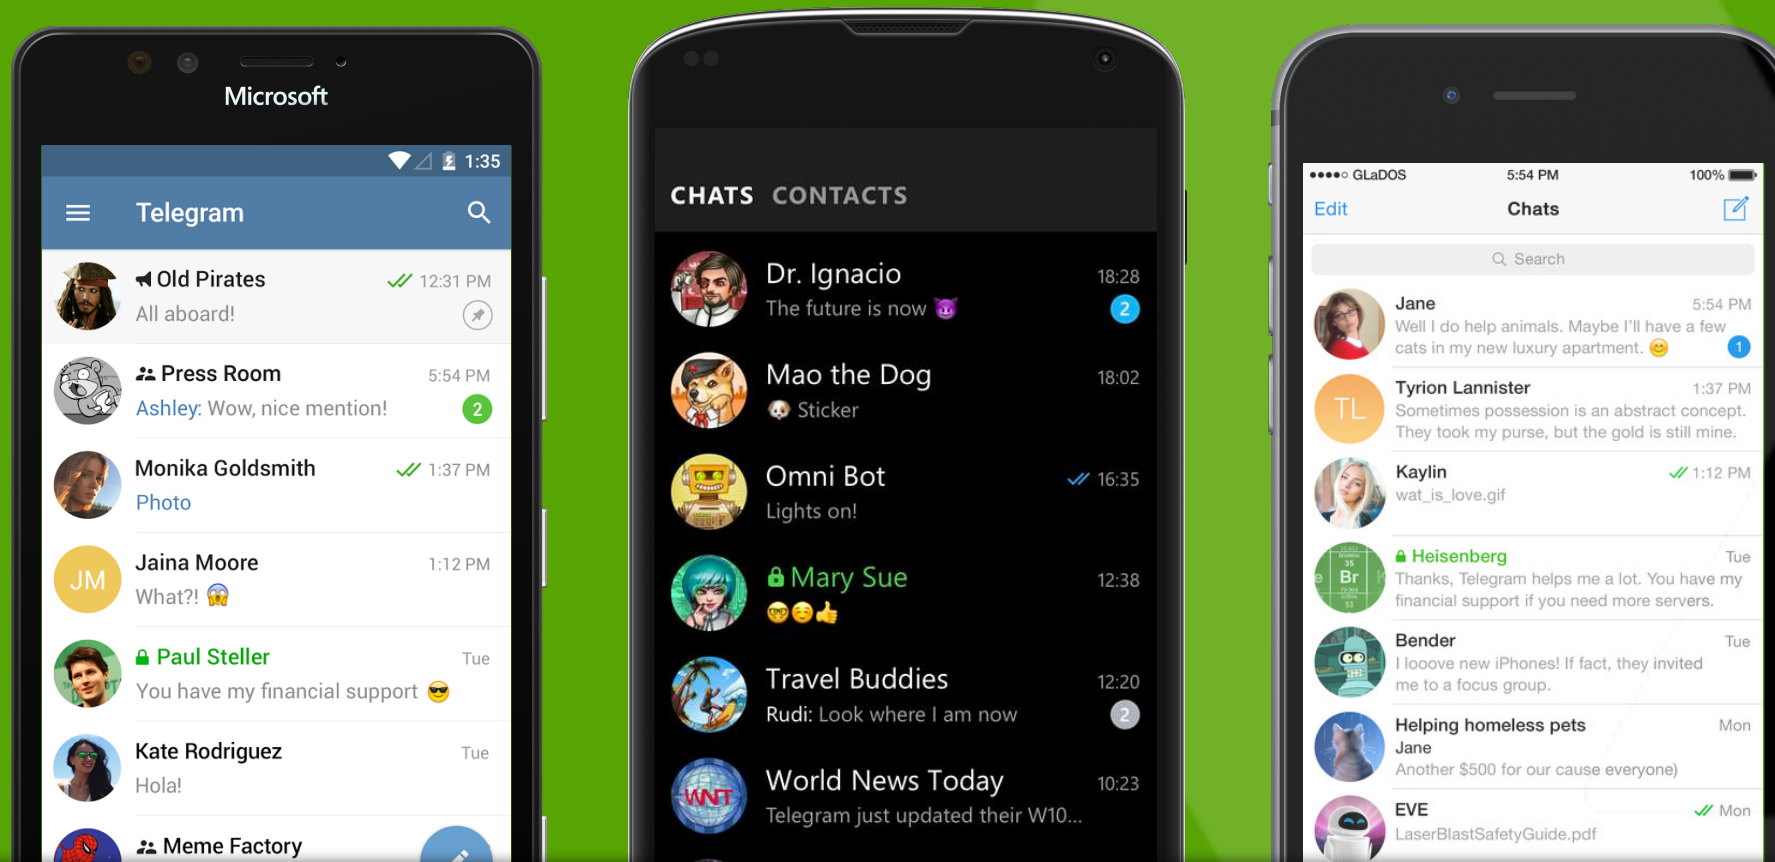 Microsoft
1:35
Telegram
Old Pirates 12:31 PM
All aboard!
Press Room 5:54 PM
Ashley: Wow, nice mention! 2
Monika Goldsmith 1:37 PM
Photo
JM
Jaina Moore 1:12 PM
What?! 😱
Paul Steller Tue
You have my financial support 😎
Kate Rodriguez Tue
Hola!
Meme Factory
CHATS CONTACTS
Dr. Ignacio 18:28
The future is now 😈 2
Mao the Dog 18:02
🐶 Sticker
Omni Bot 16:35
Lights on!
Mary Sue 12:38
🤓☺️👍
Travel Buddies 12:20
Rudi: Look where I am now 2
WNT
World News Today 10:23
Telegram just updated their W10...
GLaDOS 5:54 PM 100%
Edit Chats
Search
Jane 5:54 PM
Well I do help animals. Maybe I'll have a few
cats in my new luxury apartment. 😊 1
TL
Tyrion Lannister 1:37 PM
Sometimes possession is an abstract concept.
They took my purse, but the gold is still mine.
Kaylin 1:12 PM
wat_is_love.gif
35
Br
53
Heisenberg Tue
Thanks, Telegram helps me a lot. You have my
financial support if you need more servers.
Bender Tue
I looove new iPhones! If fact, they invited
me to a focus group.
Helping homeless pets Mon
Jane
Another $500 for our cause everyone)
EVE Mon
LaserBlastSafetyGuide.pdf